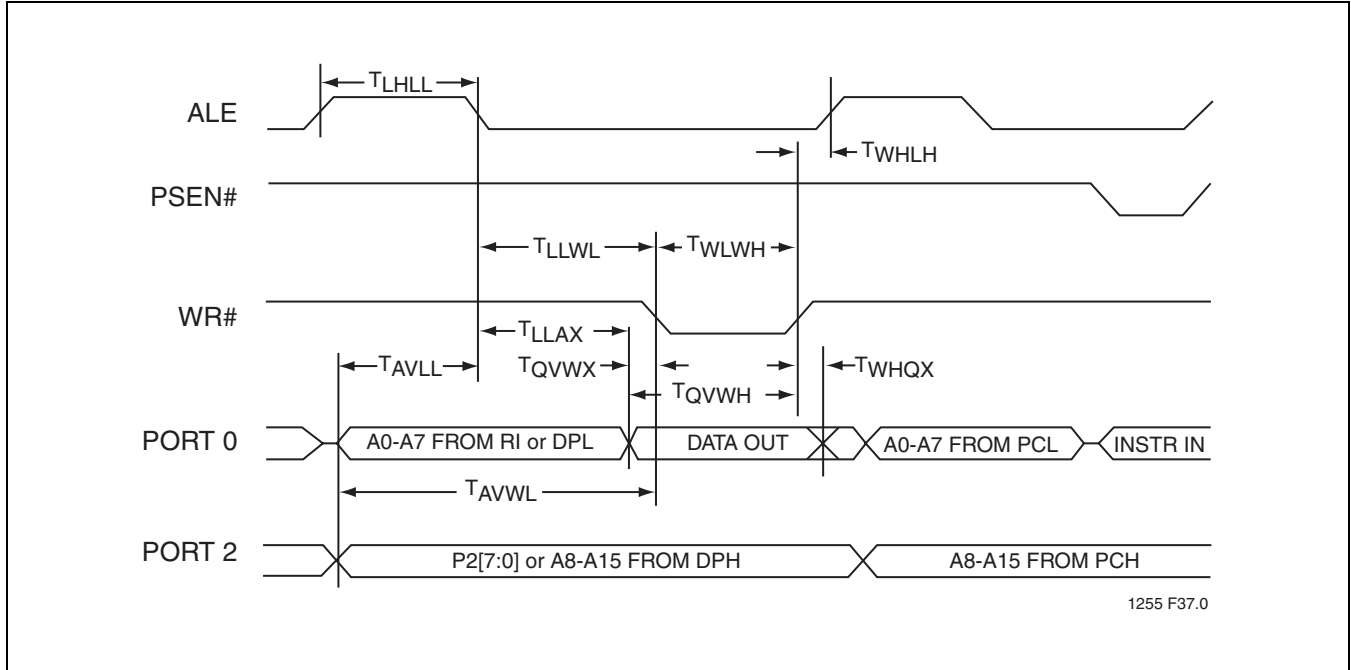 ALE
TLHLL
TWHLH
PSEN#
TLLWL
TWLWH
WR#
TLLAX
TAVLL
TQVWX
TWHQX
TQVWH
PORT 0
A0-A7 FROM RI or DPL
DATA OUT
A0-A7 FROM PCL
INSTR IN
TAVWL
PORT 2
P2[7:0] or A8-A15 FROM DPH
A8-A15 FROM PCH
1255 F37.0